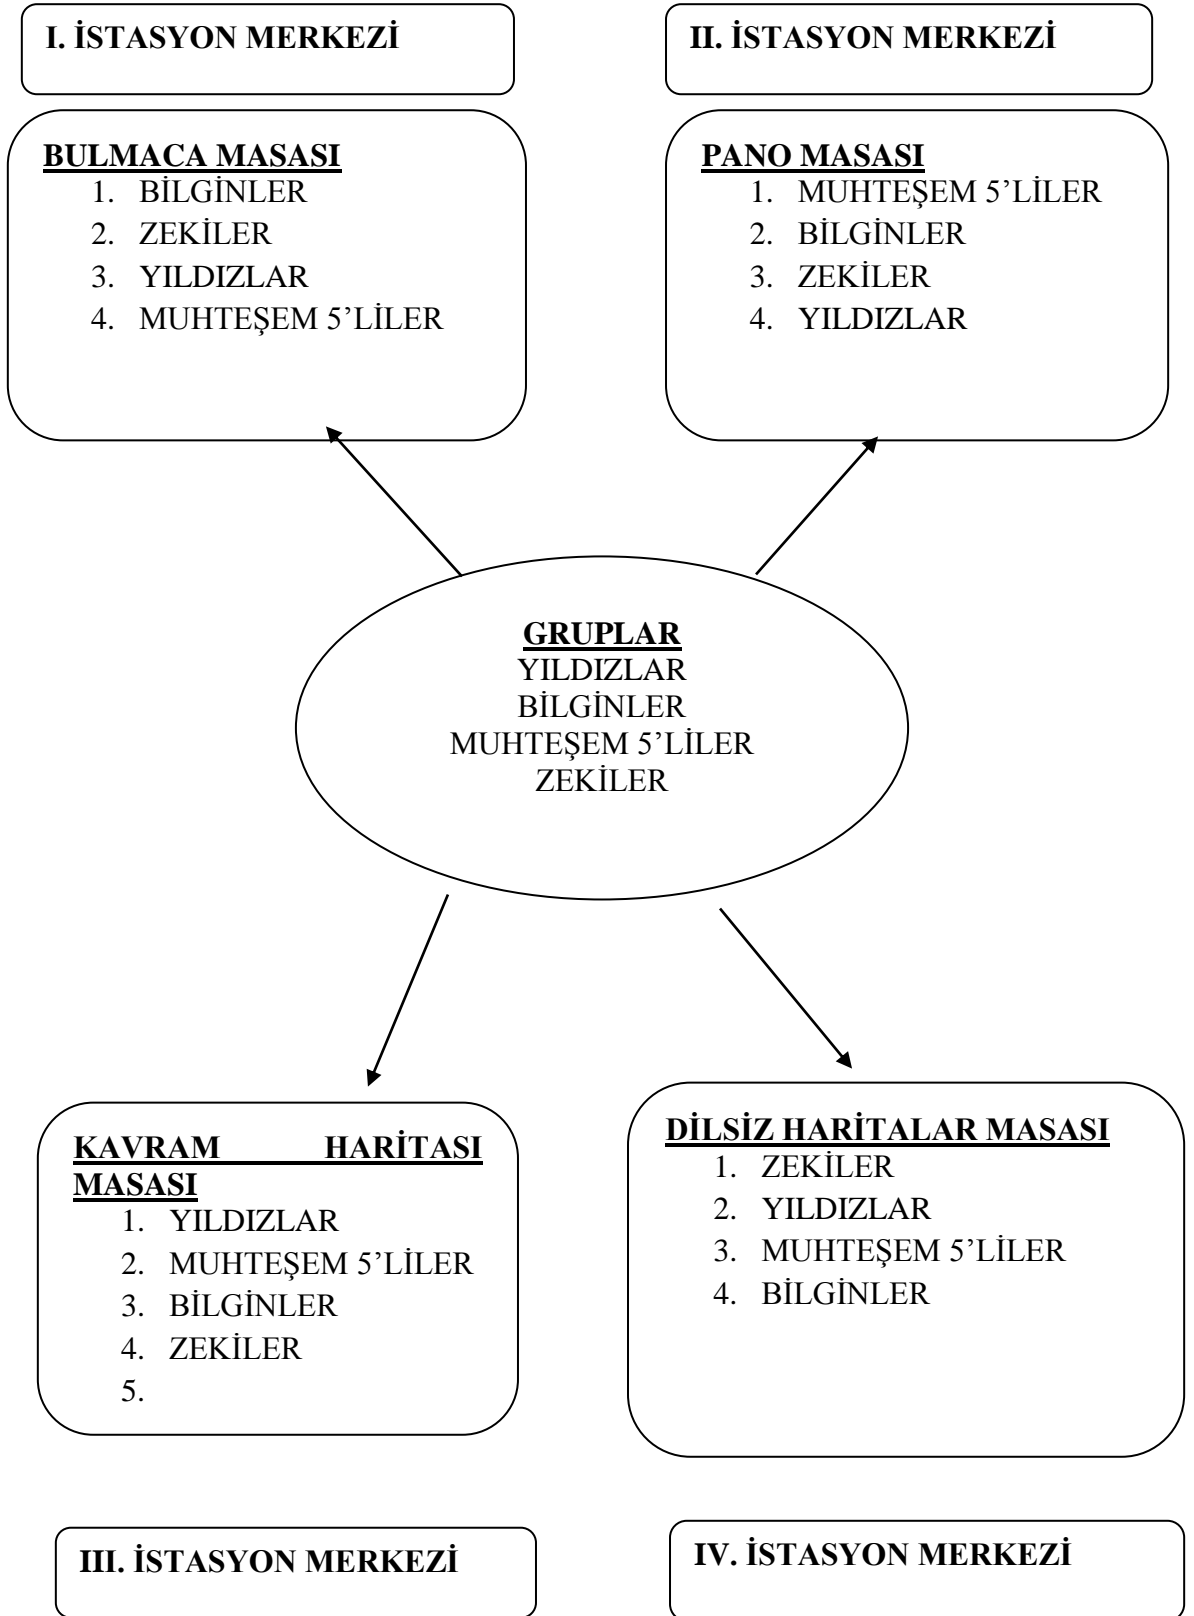 I. İSTASYON MERKEZİ
II. İSTASYON MERKEZİ
BULMACA MASASI
1. BİLGİNLER
2. ZEKİLER
3. YILDIZLAR
4. MUHTEŞEM 5’LİLER
PANO MASASI
1. MUHTEŞEM 5’LİLER
2. BİLGİNLER
3. ZEKİLER
4. YILDIZLAR
GRUPLAR
YILDIZLAR
BİLGİNLER
MUHTEŞEM 5’LİLER
ZEKİLER
KAVRAM HARİTASI
MASASI
1. YILDIZLAR
2. MUHTEŞEM 5’LİLER
3. BİLGİNLER
4. ZEKİLER
5.
DİLSİZ HARİTALAR MASASI
1. ZEKİLER
2. YILDIZLAR
3. MUHTEŞEM 5’LİLER
4. BİLGİNLER
III. İSTASYON MERKEZİ
IV. İSTASYON MERKEZİ